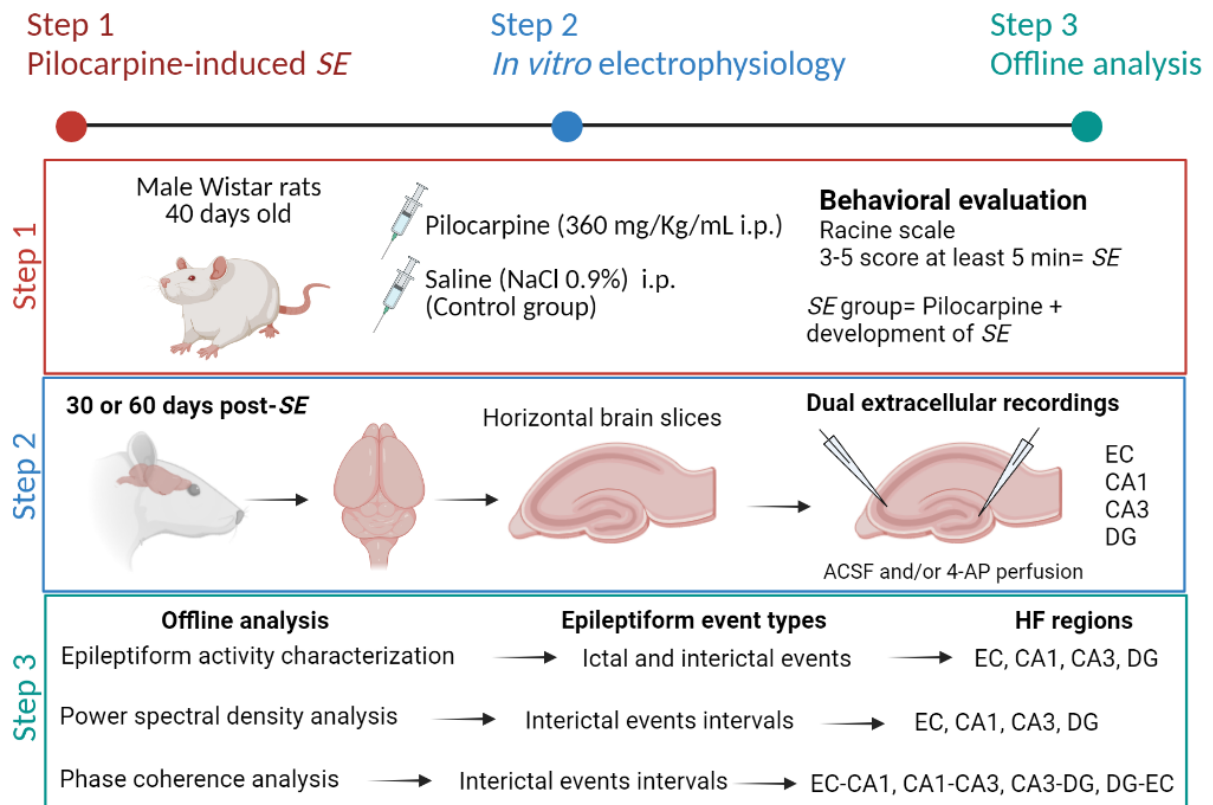 Step 1
Pilocarpine-induced SE
Step 2
In vitro electrophysiology
Step 3
Offline analysis
Step 1
Male Wistar rats
40 days old
Pilocarpine (360 mg/Kg/mL i.p.)
Saline (NaCl 0.9%) i.p.
(Control group)
Behavioral evaluation
Racine scale
3-5 score at least 5 min= SE
SE group= Pilocarpine +
development of SE
Step 2
30 or 60 days post-SE
Horizontal brain slices
Dual extracellular recordings
EC
CA1
CA3
DG
ACSF and/or 4-AP perfusion
Step 3
Offline analysis
Epileptiform event types
HF regions
Epileptiform activity characterization
Ictal and interictal events
EC, CA1, CA3, DG
Power spectral density analysis
Interictal events intervals
EC, CA1, CA3, DG
Phase coherence analysis
Interictal events intervals
EC-CA1, CA1-CA3, CA3-DG, DG-EC